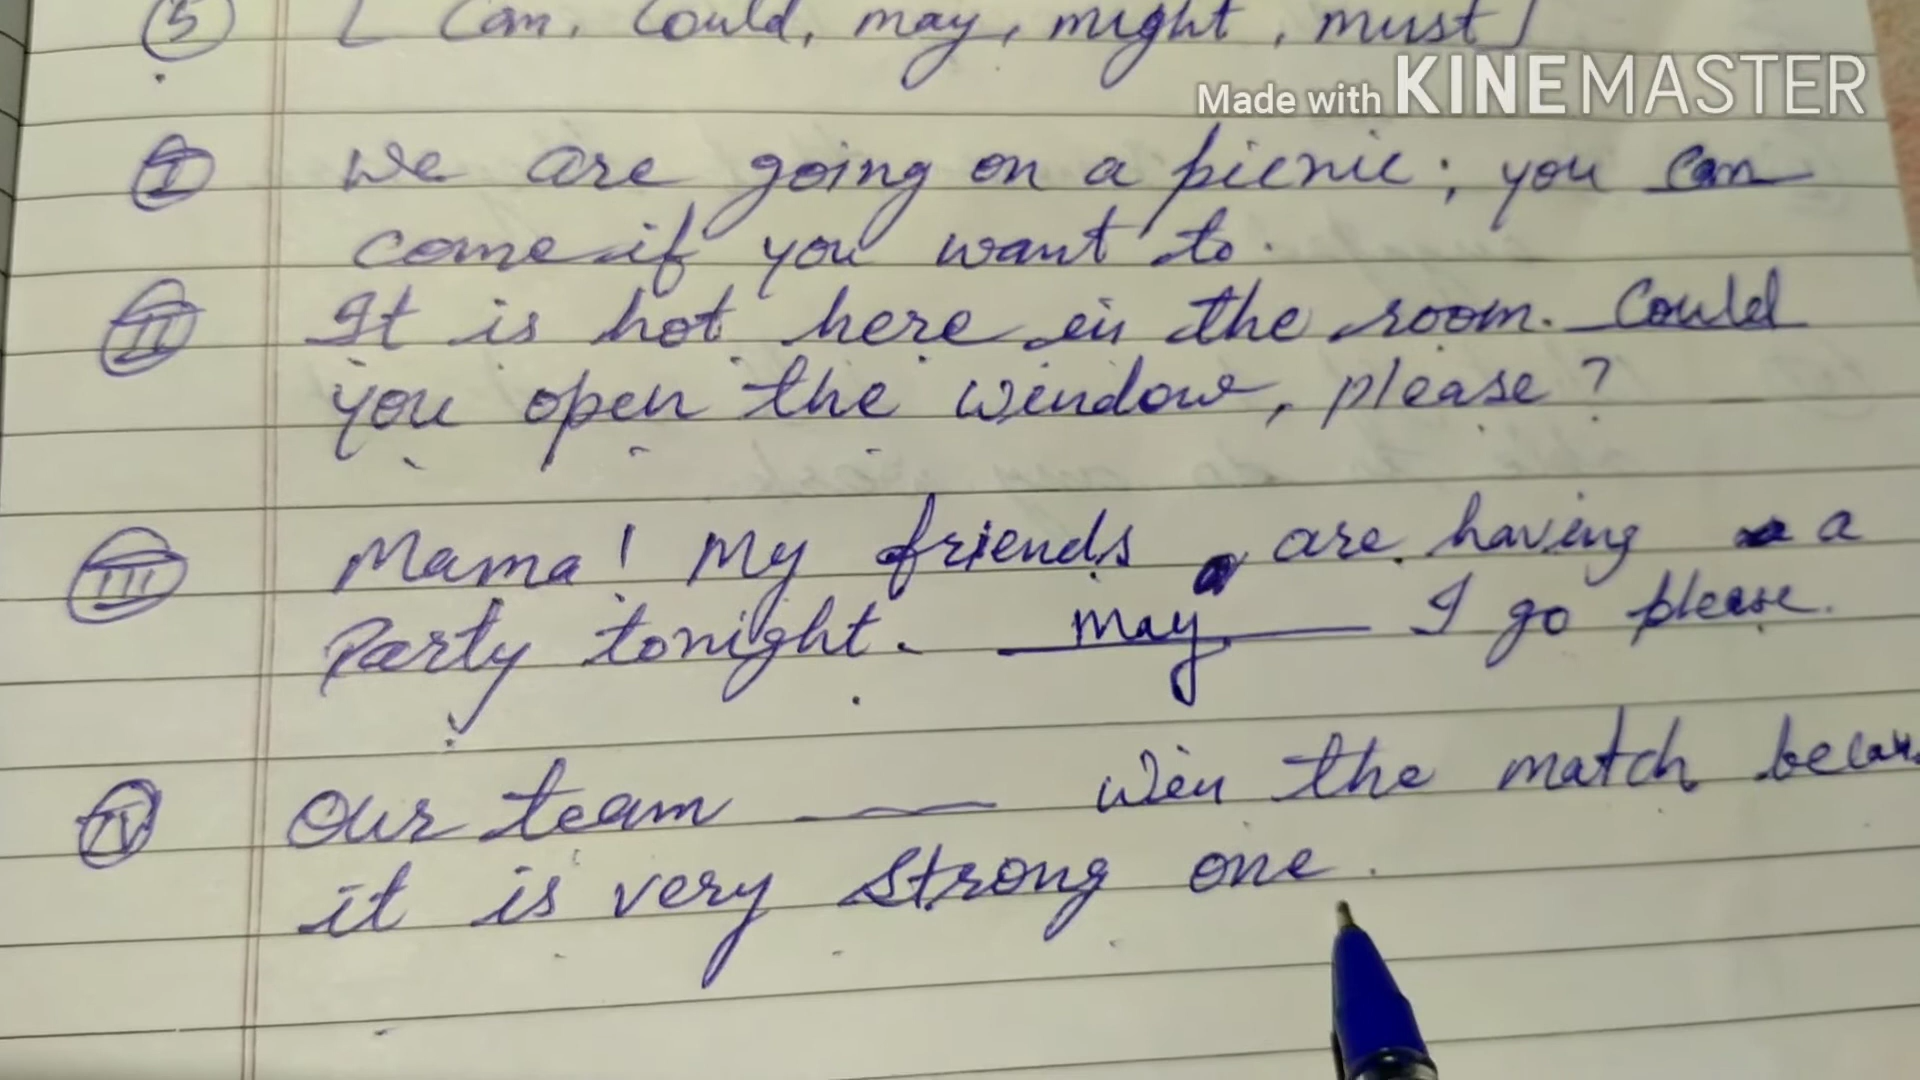 5 [ Can, Could, may, might, must ]
Made with KINEMASTER
I We are going on a picnic; you can
come if you want to.
II It is hot here in the room. Could
you open the window, please?
III Mama! My friends are having a
Party tonight. may I go please.
IV Our team ___ win the match becau
it is very strong one.